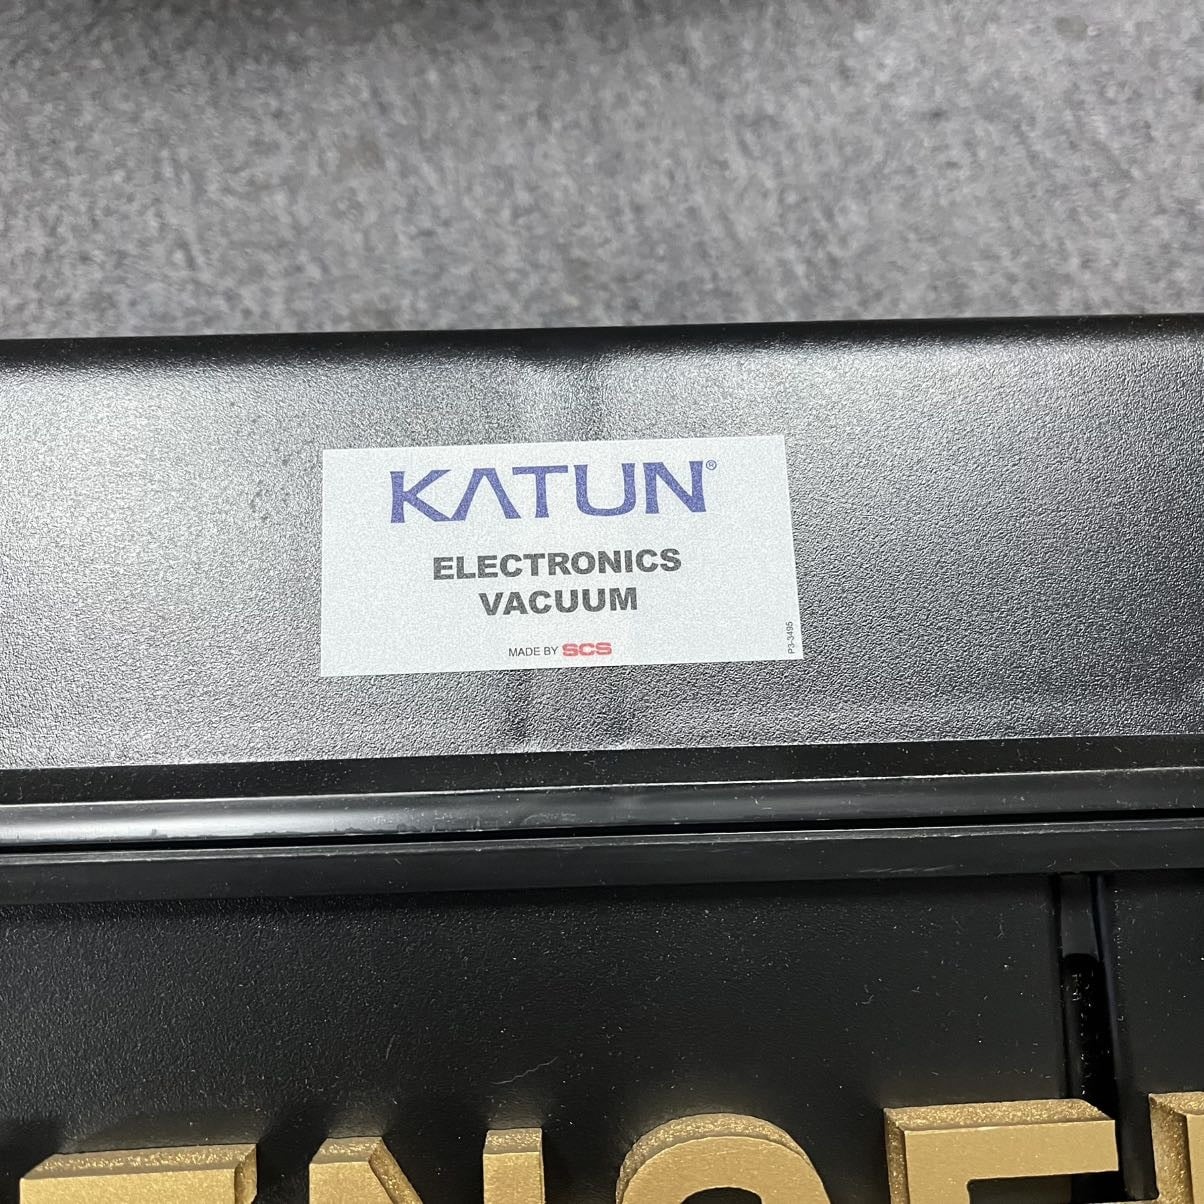 KATUN®
ELECTRONICS
VACUUM
MADE BY SCS
P3-3495